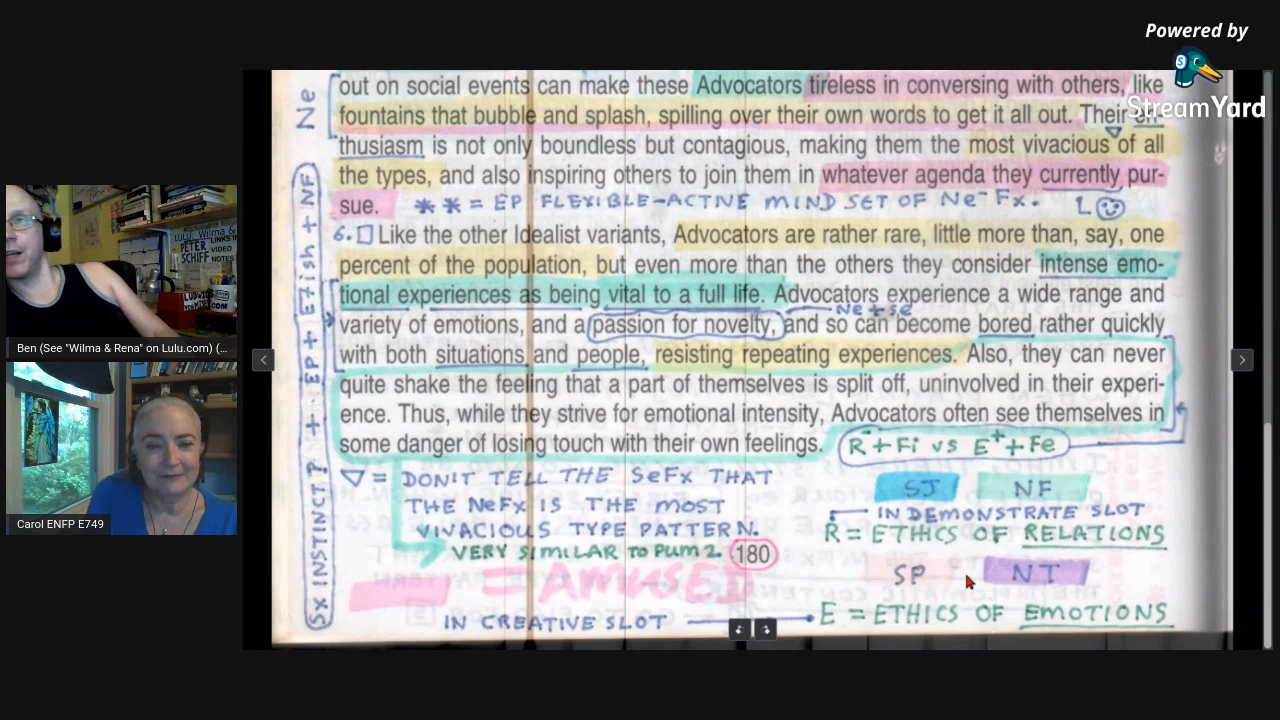 Powered by
StreamYard
out on social events can make these Advocators tireless in conversing with others, like
fountains that bubble and splash, spilling over their own words to get it all out. Their en-
thusiasm is not only boundless but contagious, making them the most vivacious of all
the types, and also inspiring others to join them in whatever agenda they currently pur-
sue. ** = EP FLEXIBLE-ACTIVE MIND SET OF Ne⁻Fx. L
6. Like the other Idealist variants, Advocators are rather rare, little more than, say, one
percent of the population, but even more than the others they consider intense emo-
tional experiences as being vital to a full life. Advocators experience a wide range and
Ne + Se
variety of emotions, and a passion for novelty, and so can become bored rather quickly
with both situations and people, resisting repeating experiences. Also, they can never
quite shake the feeling that a part of themselves is split off, uninvolved in their experi-
ence. Thus, while they strive for emotional intensity, Advocators often see themselves in
some danger of losing touch with their own feelings. R⁻+Fi vs E⁺+Fe
▽ = DON'T TELL THE SeFx THAT
THE NeFx IS THE MOST
VIVACIOUS TYPE PATTERN.
VERY SIMILAR TO PUM 2
180
= AMUSED
IN CREATIVE SLOT
SJ NF
IN DEMONSTRATE SLOT
R = ETHICS OF RELATIONS
SP NT
E = ETHICS OF EMOTIONS
Ne
Sx INSTINCT? + EP + E7ish + NF
LULU: Wilma &
PETER
SCHIFF
LINKS IN
VIDEO
NOTES
LUDWIG
Ben (See "Wilma & Rena" on Lulu.com) (...
Carol ENFP E749